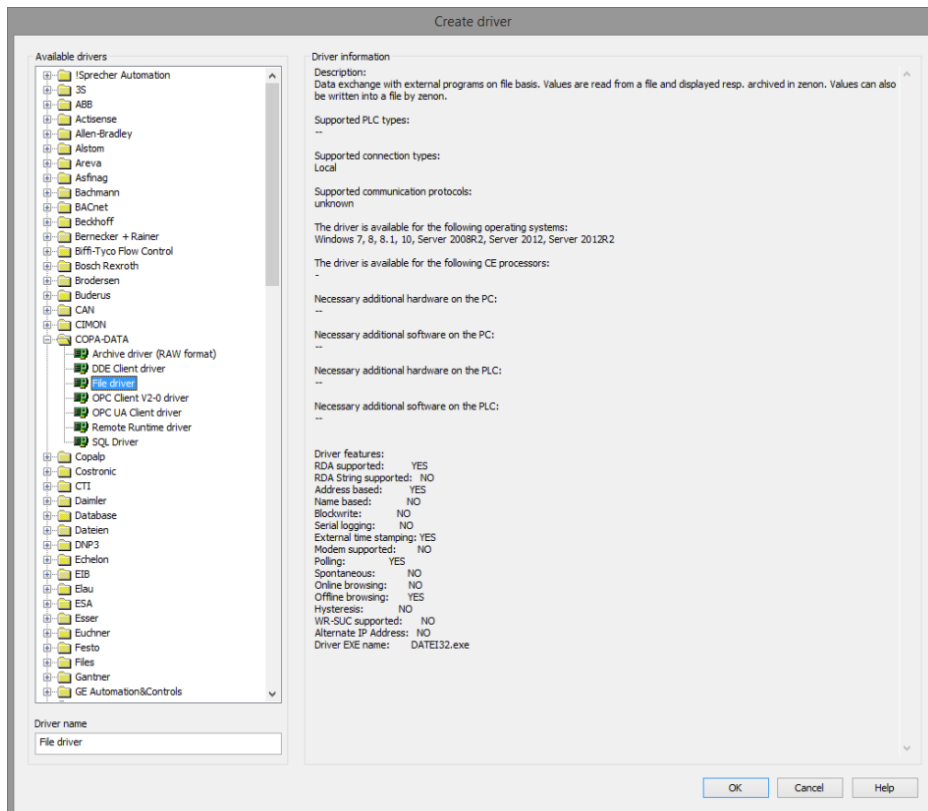 Create driver
Available drivers
!Sprecher Automation
3S
ABB
Actisense
Allen-Bradley
Alstom
Areva
Asfinag
Bachmann
BACnet
Beckhoff
Bernecker + Rainer
Biffi-Tyco Flow Control
Bosch Rexroth
Brodersen
Buderus
CAN
CIMON
COPA-DATA
Archive driver (RAW format)
DDE Client driver
File driver
OPC Client V2-0 driver
OPC UA Client driver
Remote Runtime driver
SQL Driver
Copalp
Costronic
CTI
Daimler
Database
Dateien
DNP3
Echelon
EIB
Elau
ESA
Esser
Euchner
Festo
Files
Gantner
GE Automation&Controls
Driver name
File driver
Driver information
Description:
Data exchange with external programs on file basis. Values are read from a file and displayed resp. archived in zenon. Values can also
be written into a file by zenon.
Supported PLC types:
--
Supported connection types:
Local
Supported communication protocols:
unknown
The driver is available for the following operating systems:
Windows 7, 8, 8.1, 10, Server 2008R2, Server 2012, Server 2012R2
The driver is available for the following CE processors:
-
Necessary additional hardware on the PC:
--
Necessary additional software on the PC:
--
Necessary additional hardware on the PLC:
--
Necessary additional software on the PLC:
--
Driver features:
RDA supported: YES
RDA String supported: NO
Address based: YES
Name based: NO
Blockwrite: NO
Serial logging: NO
External time stamping: YES
Modem supported: NO
Polling: YES
Spontaneous: NO
Online browsing: NO
Offline browsing: YES
Hysteresis: NO
WR-SUC supported: NO
Alternate IP Address: NO
Driver EXE name: DATEI32.exe
OK
Cancel
Help